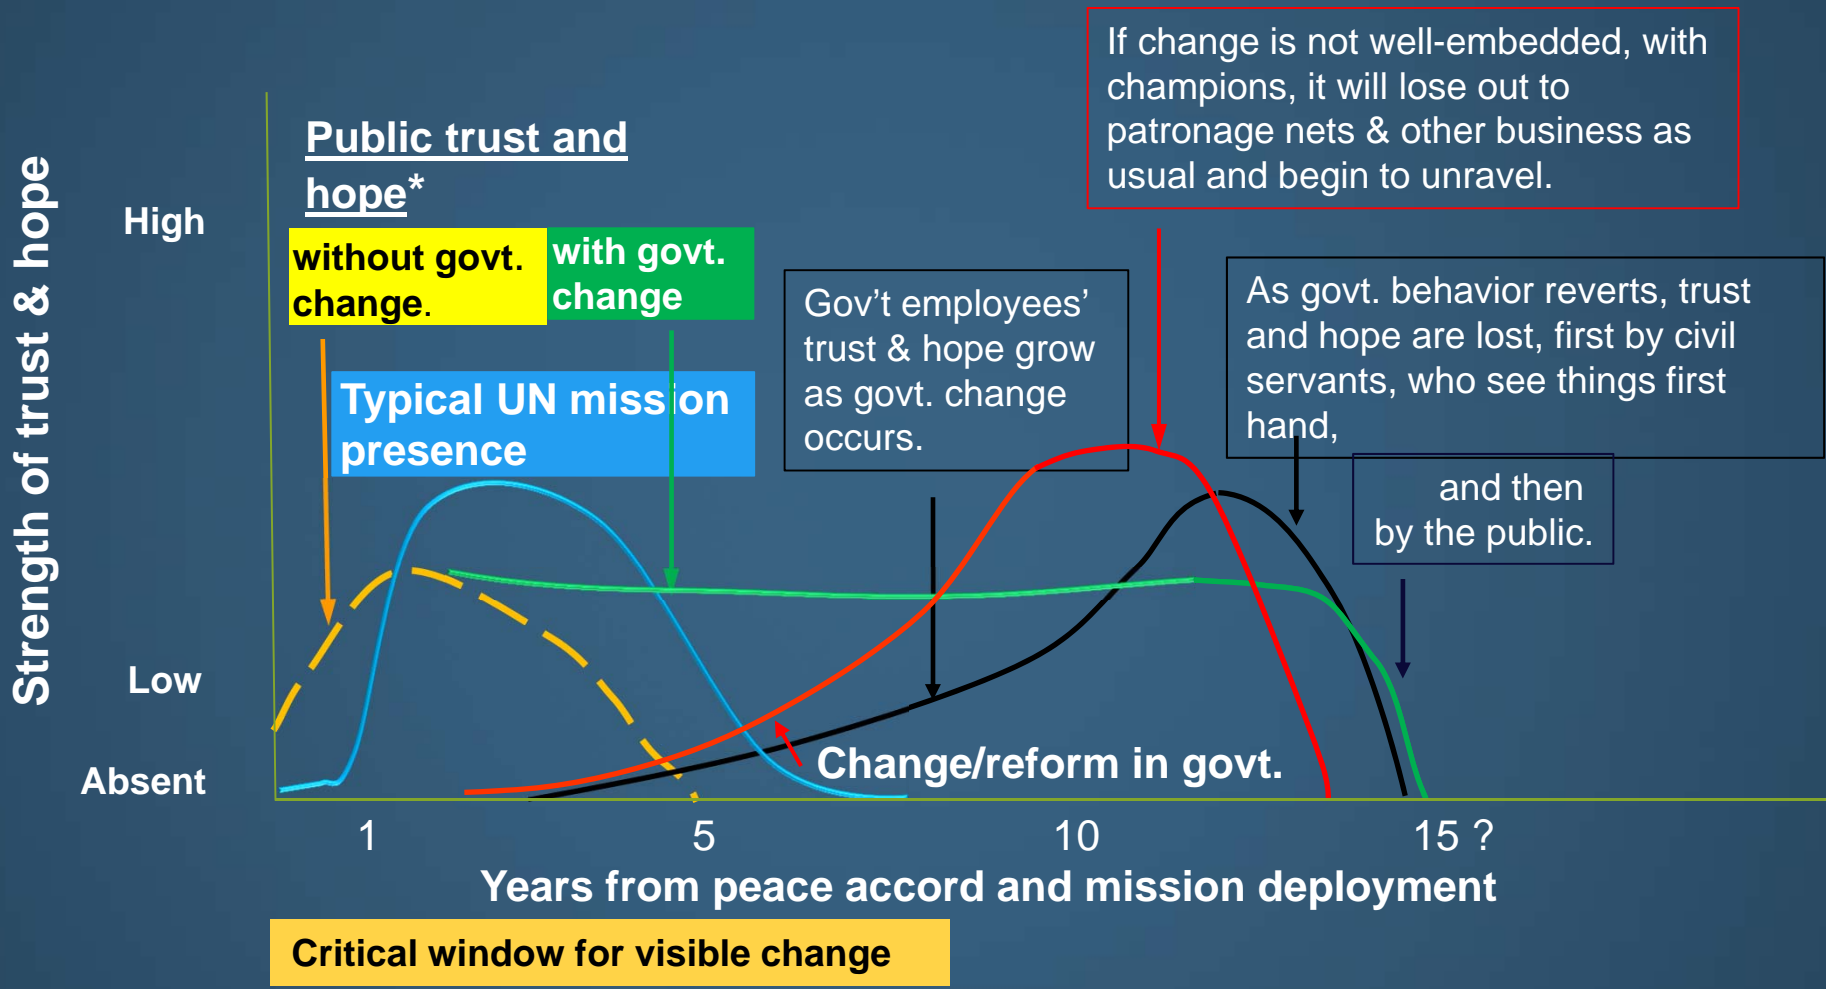 If change is not well-embedded, with
champions, it will lose out to
patronage nets & other business as
usual and begin to unravel.
Public trust and
hope*
without govt.
change.
with govt.
change
Typical UN mission
presence
Gov't employees'
trust & hope grow
as govt. change
occurs.
As govt. behavior reverts, trust
and hope are lost, first by civil
servants, who see things first
hand,
and then
by the public.
Strength of trust & hope
High
Low
Absent
Change/reform in govt.
1
5
10
15 ?
Years from peace accord and mission deployment
Critical window for visible change